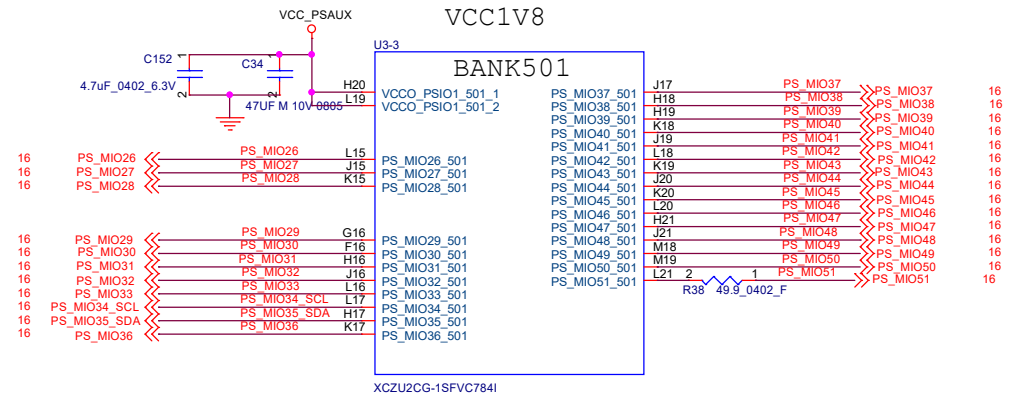 VCC1V8
VCC_PSAUX
U3-3
C152 1
C34 1
4.7uF_0402_6.3V 2
47UF M 10V 0805 2
BANK501
H20 VCCO_PSIO1_501_1
L19 VCCO_PSIO1_501_2
PS_MIO37_501 J17 PS_MIO37 PS_MIO37 16
PS_MIO38_501 H18 PS_MIO38 PS_MIO38 16
PS_MIO39_501 H19 PS_MIO39 PS_MIO39 16
PS_MIO40_501 K18 PS_MIO40 PS_MIO40 16
PS_MIO41_501 J19 PS_MIO41 PS_MIO41 16
PS_MIO42_501 L18 PS_MIO42 PS_MIO42 16
PS_MIO43_501 K19 PS_MIO43 PS_MIO43 16
PS_MIO44_501 J20 PS_MIO44 PS_MIO44 16
PS_MIO45_501 K20 PS_MIO45 PS_MIO45 16
PS_MIO46_501 L20 PS_MIO46 PS_MIO46 16
PS_MIO47_501 H21 PS_MIO47 PS_MIO47 16
PS_MIO48_501 J21 PS_MIO48 PS_MIO48 16
PS_MIO49_501 M18 PS_MIO49 PS_MIO49 16
PS_MIO50_501 M19 PS_MIO50 PS_MIO50 16
PS_MIO51_501 L21 2 1 PS_MIO51 PS_MIO51 16
R38 49.9_0402_F
16 PS_MIO26 PS_MIO26 L15 PS_MIO26_501
16 PS_MIO27 PS_MIO27 J15 PS_MIO27_501
16 PS_MIO28 PS_MIO28 K15 PS_MIO28_501
16 PS_MIO29 PS_MIO29 G16 PS_MIO29_501
16 PS_MIO30 PS_MIO30 F16 PS_MIO30_501
16 PS_MIO31 PS_MIO31 H16 PS_MIO31_501
16 PS_MIO32 PS_MIO32 J16 PS_MIO32_501
16 PS_MIO33 PS_MIO33 L16 PS_MIO33_501
16 PS_MIO34_SCL PS_MIO34_SCL L17 PS_MIO34_501
16 PS_MIO35_SDA PS_MIO35_SDA H17 PS_MIO35_501
16 PS_MIO36 PS_MIO36 K17 PS_MIO36_501
XCZU2CG-1SFVC784I